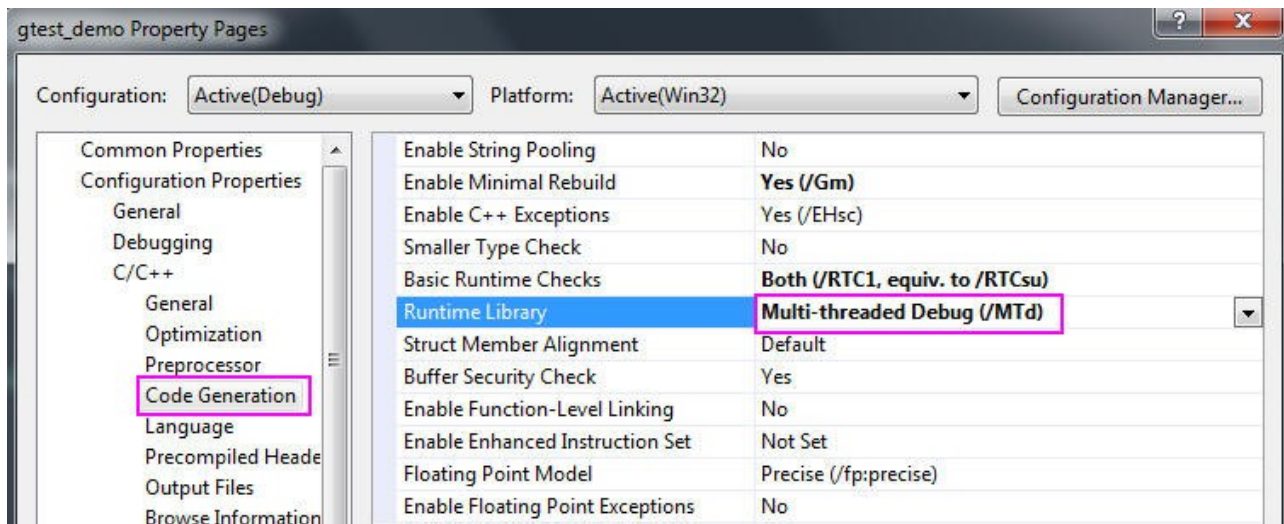 gtest_demo Property Pages
?
X
Configuration: Active(Debug) Platform: Active(Win32) Configuration Manager...
Common Properties
Configuration Properties
General
Debugging
C/C++
General
Optimization
Preprocessor
Code Generation
Language
Precompiled Heade
Output Files
Browse Information
Enable String Pooling No
Enable Minimal Rebuild Yes (/Gm)
Enable C++ Exceptions Yes (/EHsc)
Smaller Type Check No
Basic Runtime Checks Both (/RTC1, equiv. to /RTCsu)
Runtime Library Multi-threaded Debug (/MTd)
Struct Member Alignment Default
Buffer Security Check Yes
Enable Function-Level Linking No
Enable Enhanced Instruction Set Not Set
Floating Point Model Precise (/fp:precise)
Enable Floating Point Exceptions No